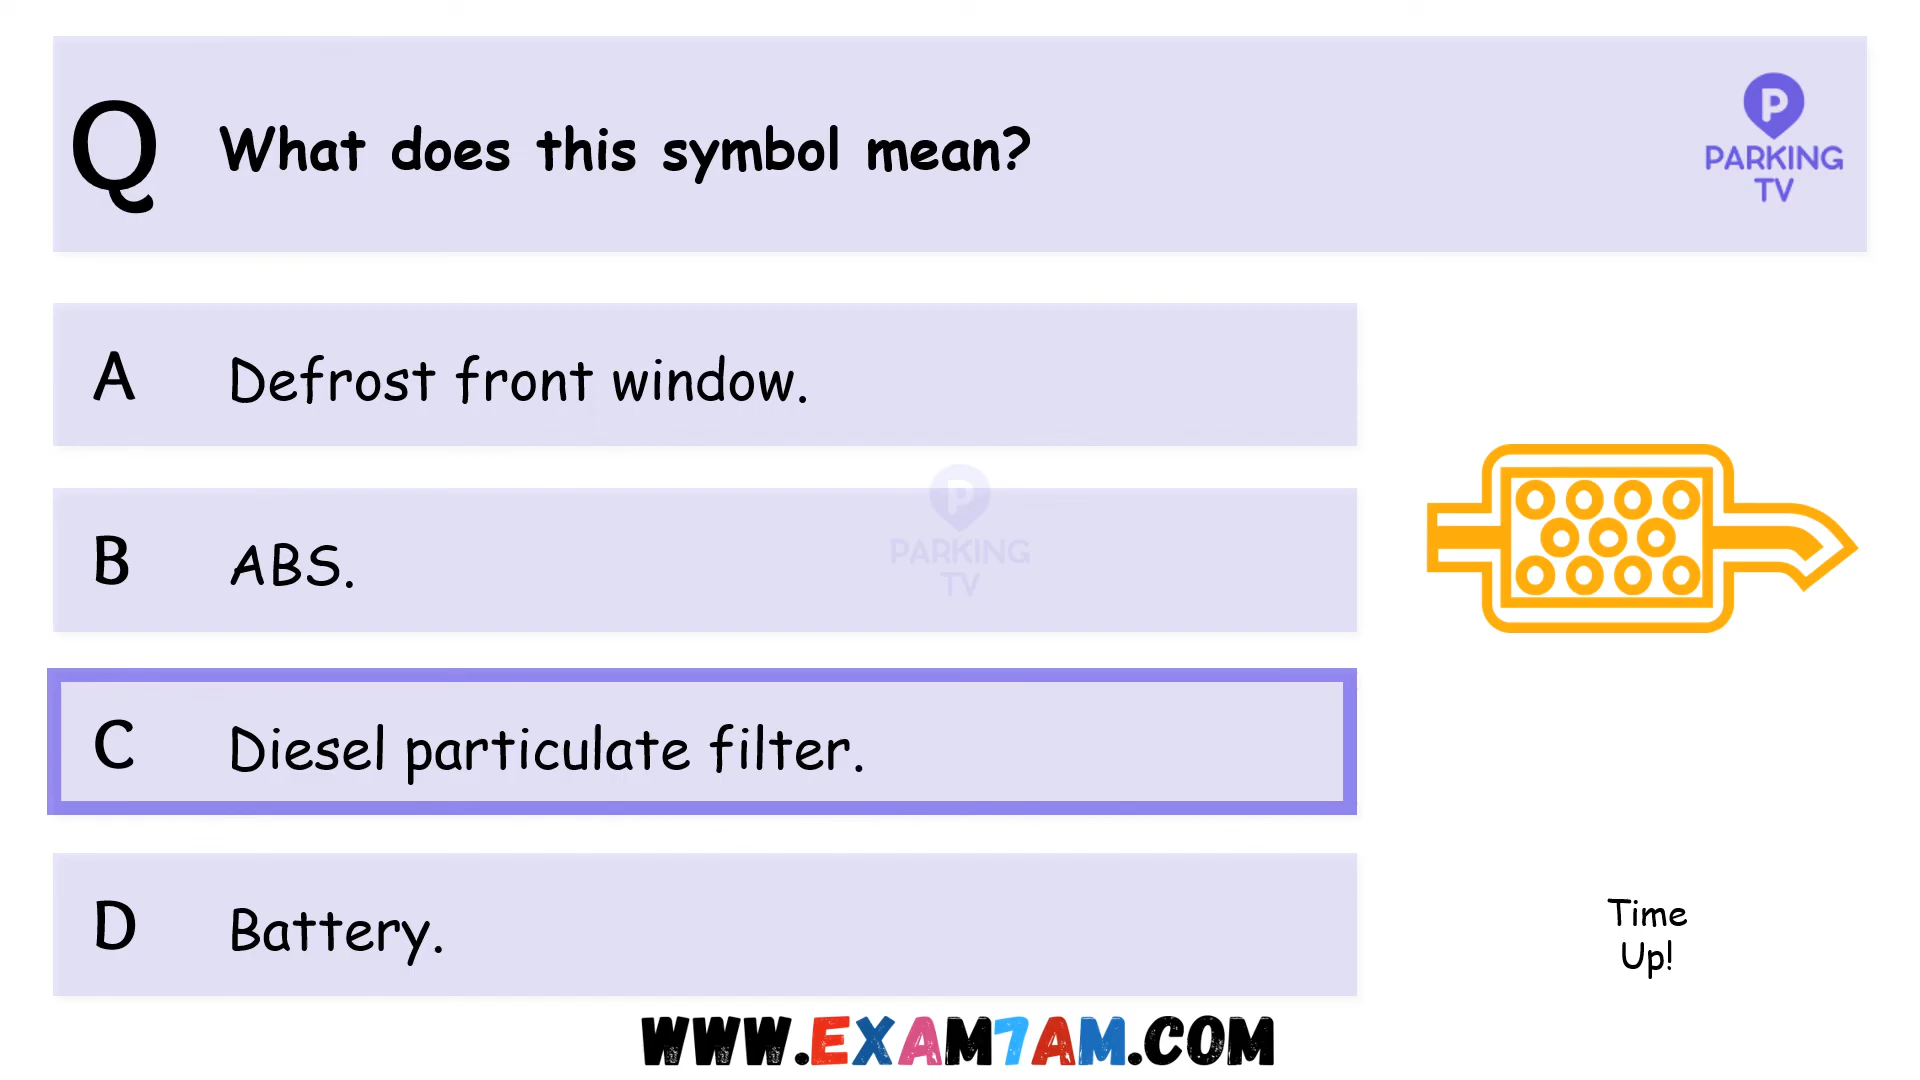 Q What does this symbol mean?
P
PARKING
TV
A Defrost front window.
B ABS.
P
PARKING
TV
C Diesel particulate filter.
D Battery.
Time
Up!
WWW.EXAM7AM.COM